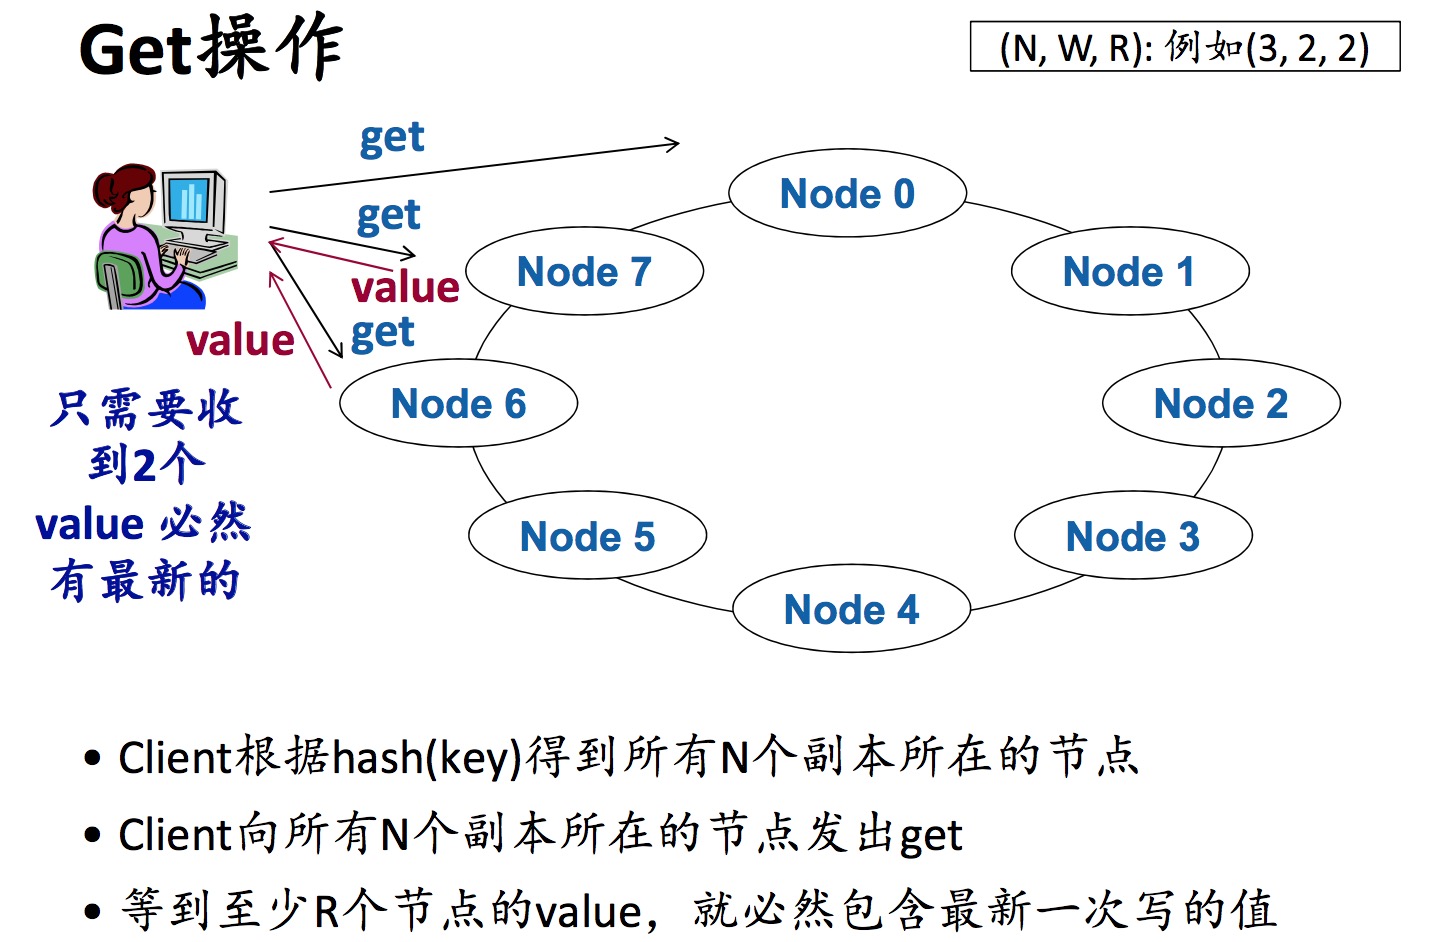 Get操作
(N, W, R): 例如(3, 2, 2)
get
get
value
get
value
只需要收
到2个
value 必然
有最新的
Node 0
Node 7
Node 1
Node 6
Node 2
Node 5
Node 3
Node 4
• Client根据hash(key)得到所有N个副本所在的节点
• Client向所有N个副本所在的节点发出get
• 等到至少R个节点的value，就必然包含最新一次写的值